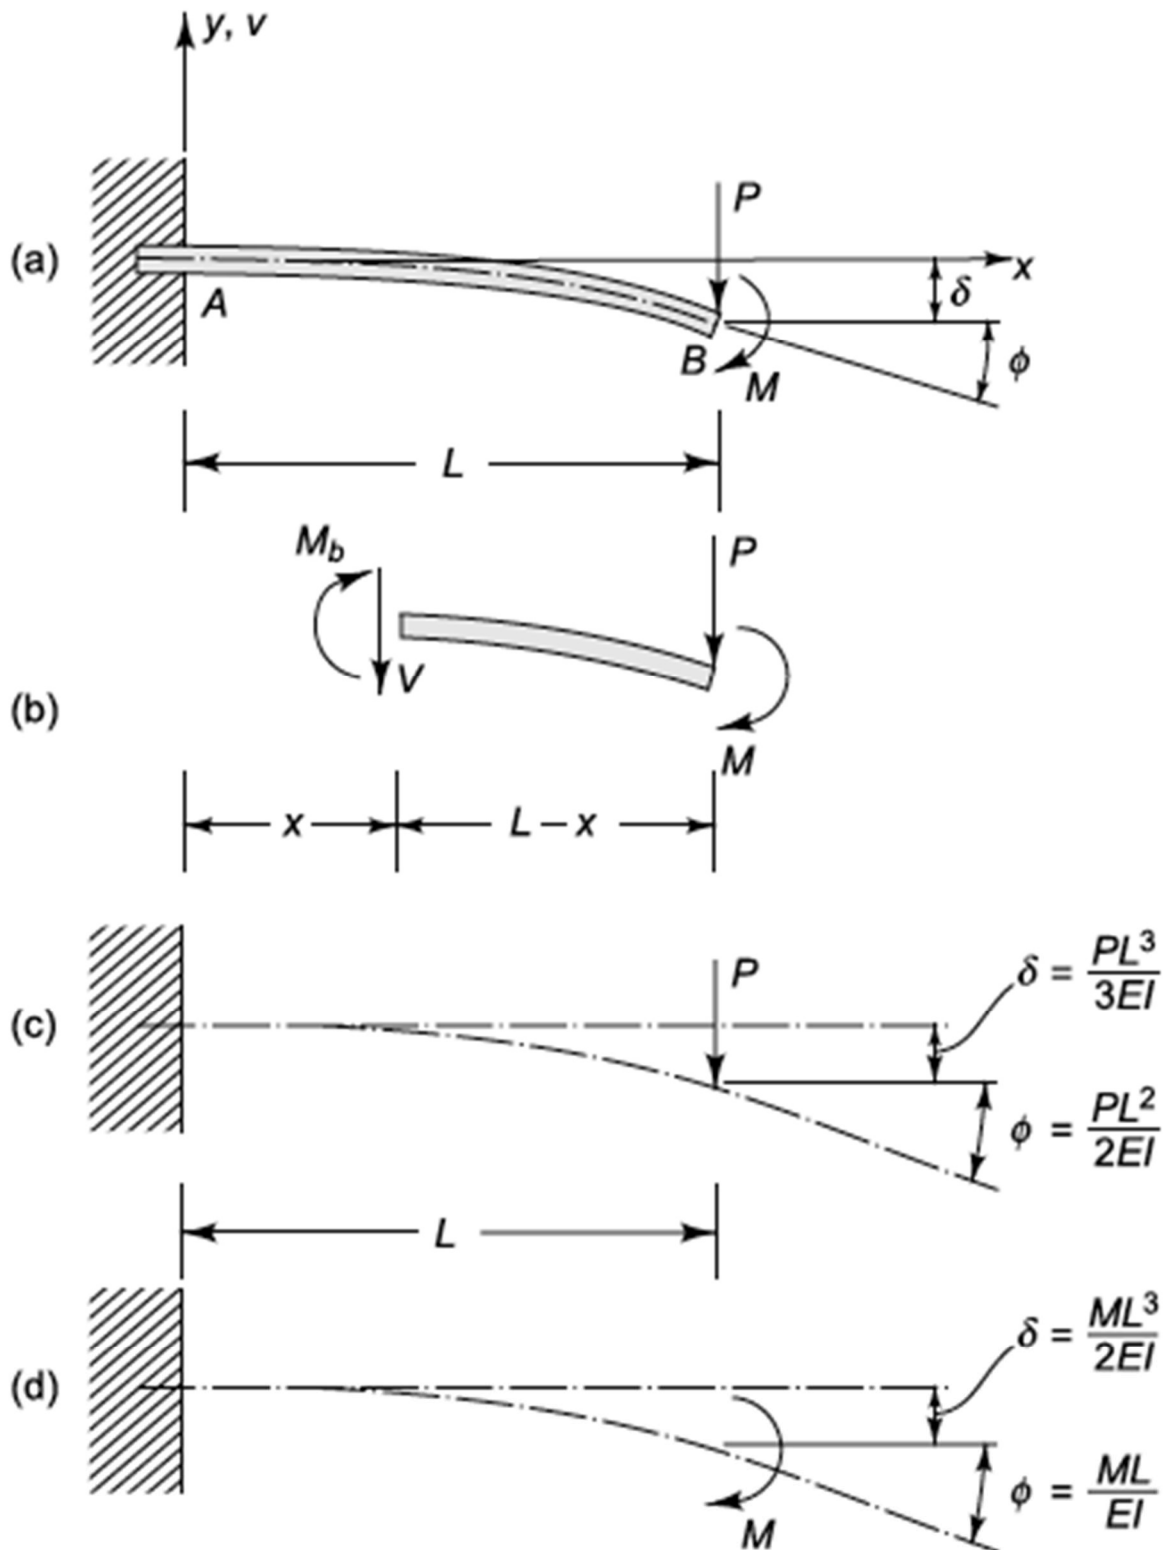 y, v
P
(a)
x
A
δ
B
M
ϕ
L
M_b
P
V
(b)
M
x
L – x
δ = PL³/3EI
P
(c)
ϕ = PL²/2EI
L
δ = ML³/2EI
(d)
ϕ = ML/EI
M